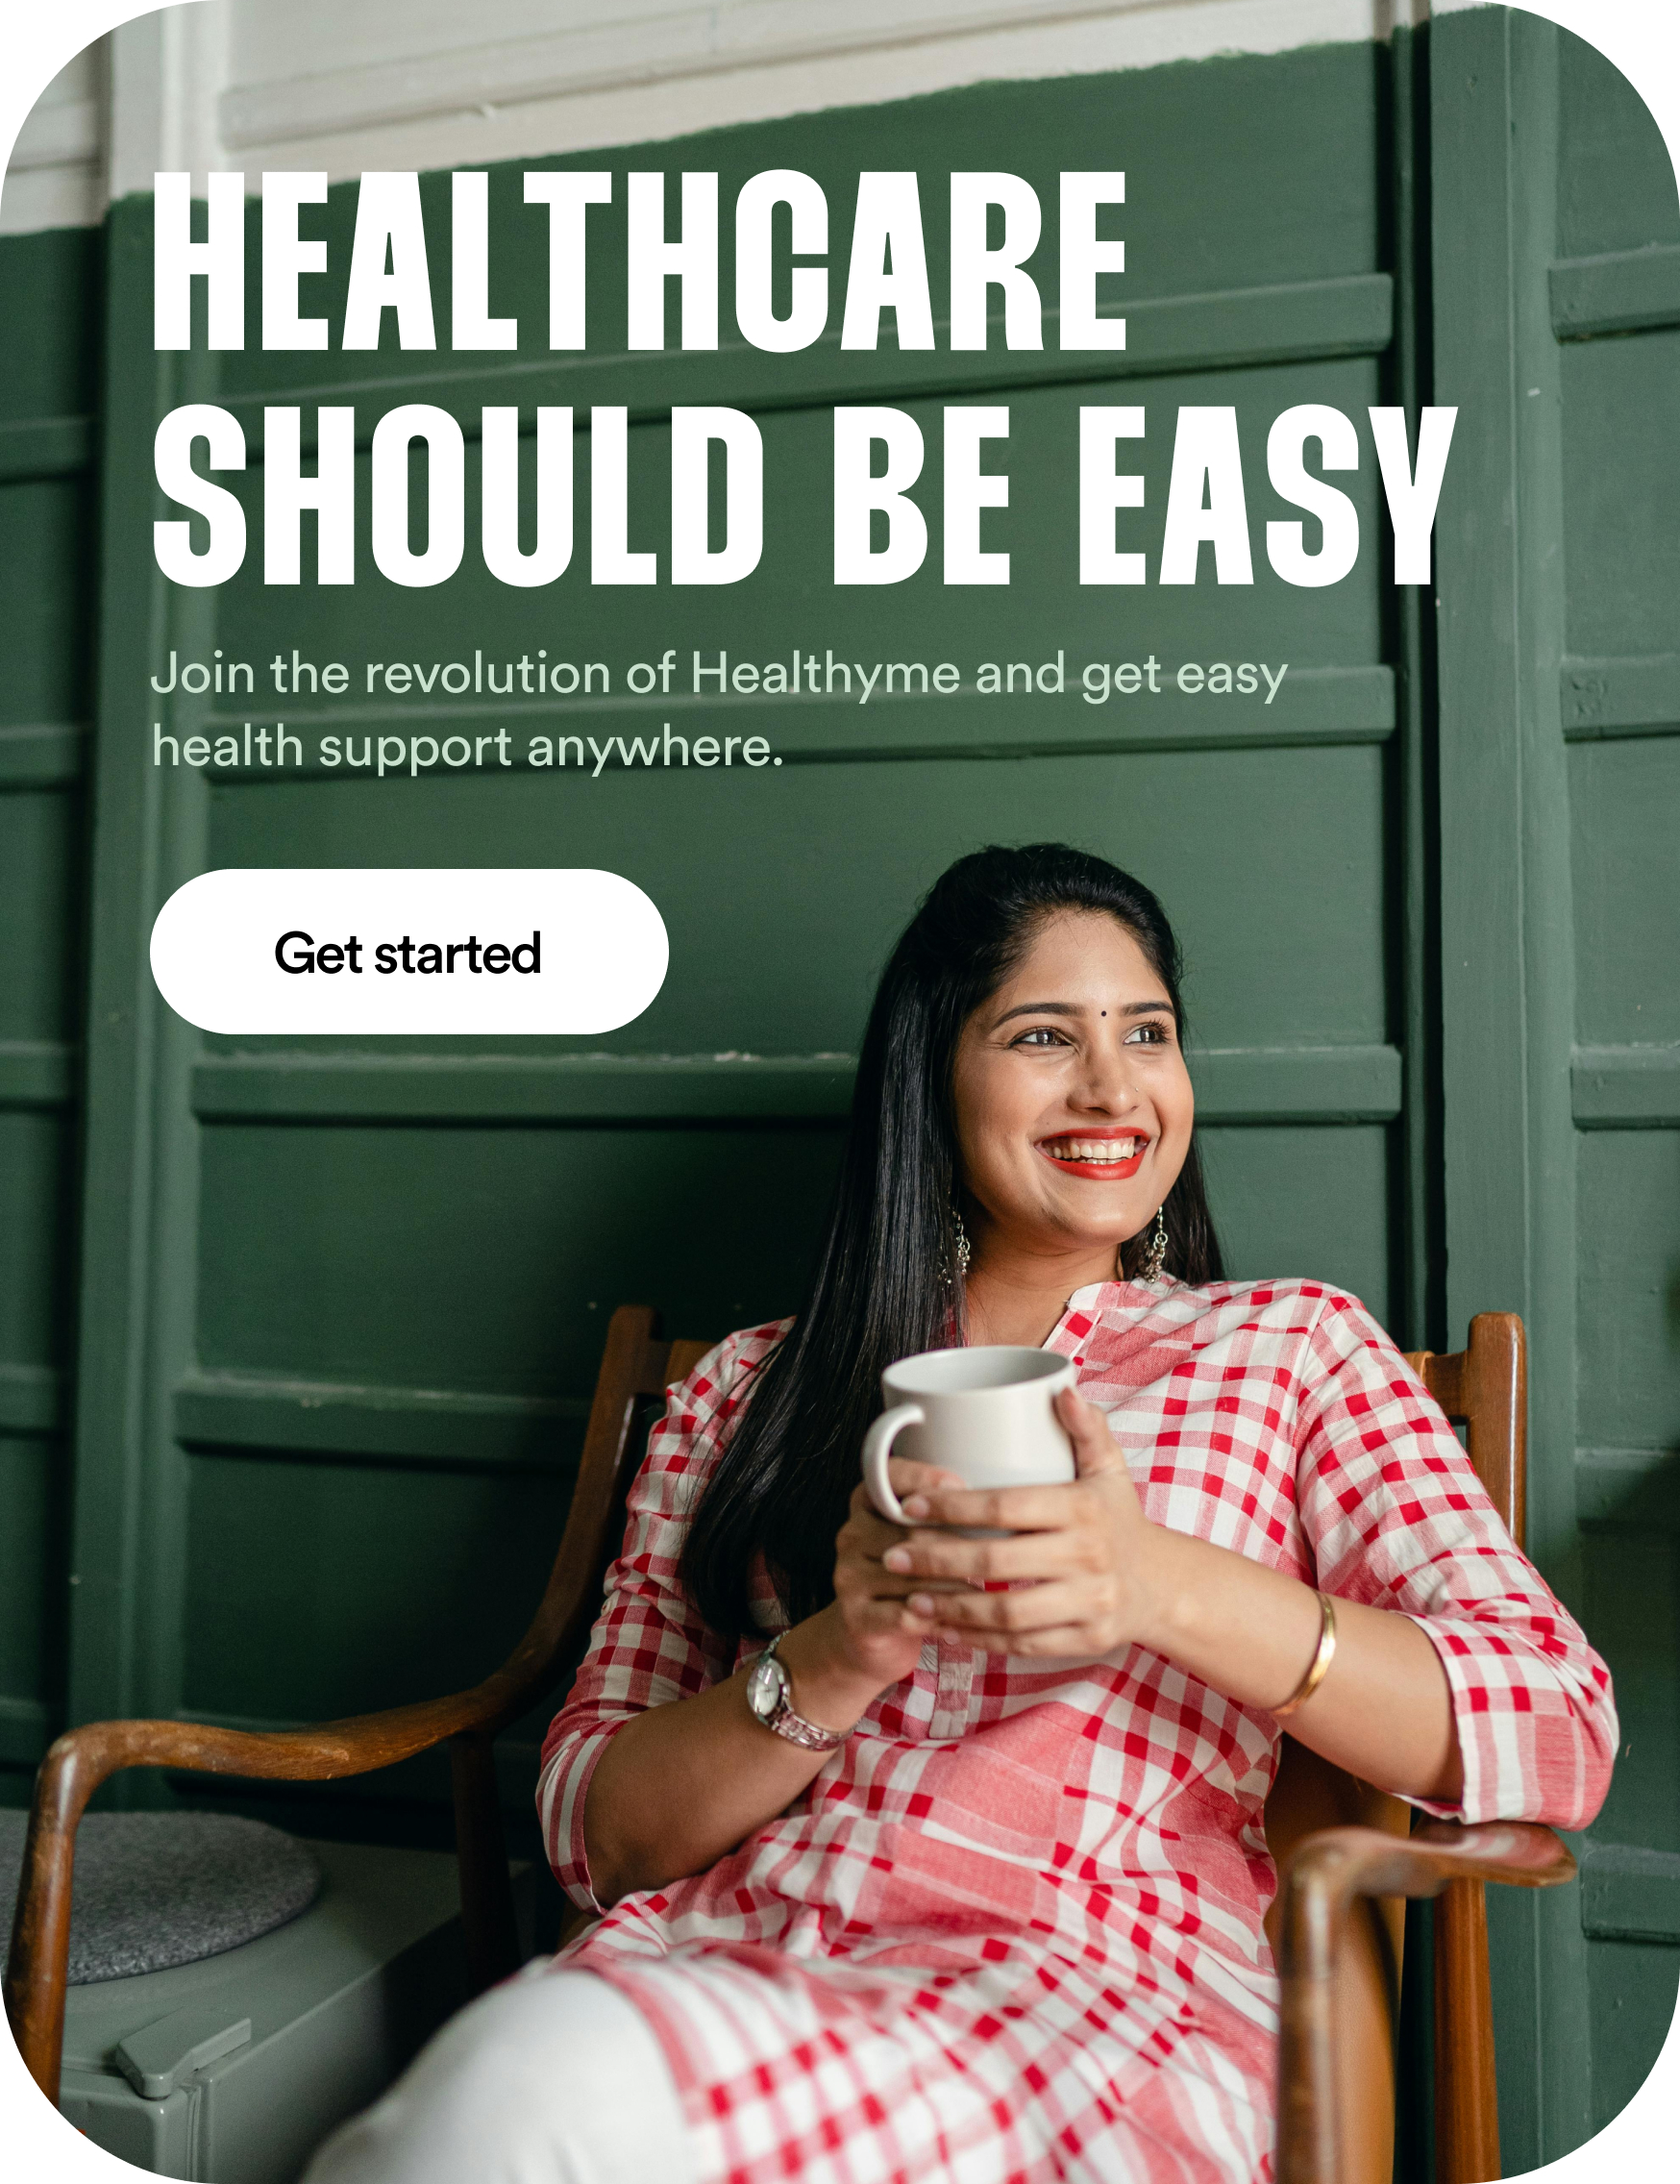 HEALTHCARE
SHOULD BE EASY
Join the revolution of Healthyme and get easy
health support anywhere.
Get started